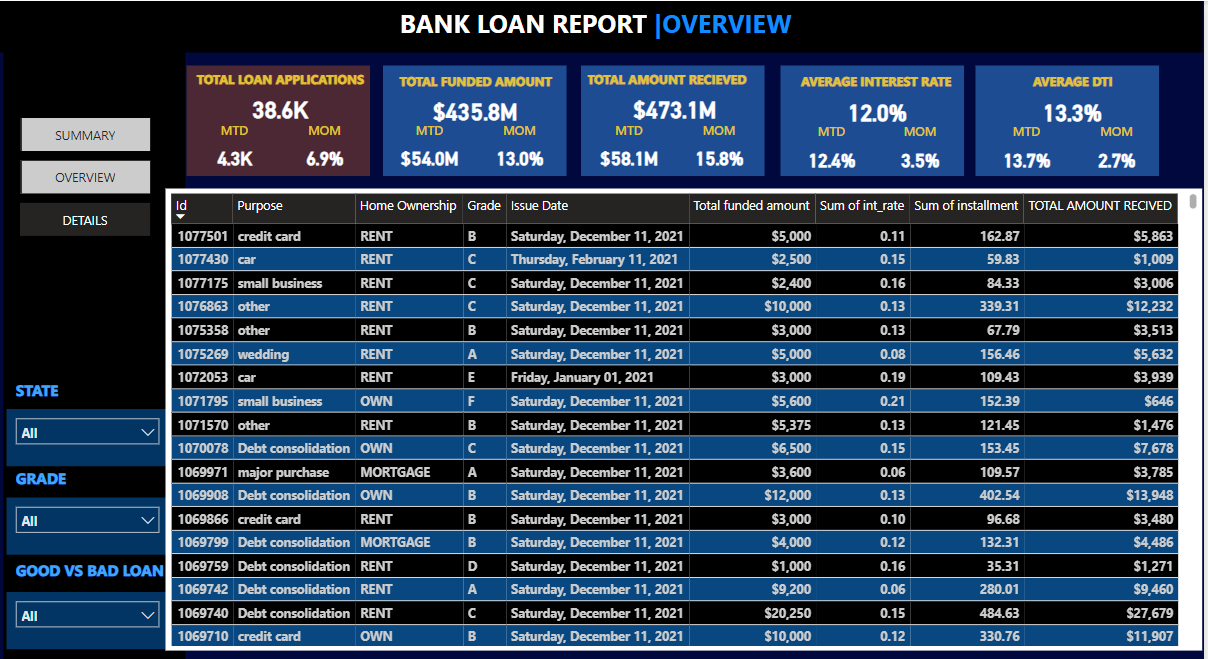 BANK LOAN REPORT |OVERVIEW
TOTAL LOAN APPLICATIONS
38.6K
MTD MOM
4.3K 6.9%
TOTAL FUNDED AMOUNT
$435.8M
MTD MOM
$54.0M 13.0%
TOTAL AMOUNT RECIEVED
$473.1M
MTD MOM
$58.1M 15.8%
AVERAGE INTEREST RATE
12.0%
MTD MOM
12.4% 3.5%
AVERAGE DTI
13.3%
MTD MOM
13.7% 2.7%
SUMMARY
OVERVIEW
DETAILS
STATE
All
GRADE
All
GOOD VS BAD LOAN
All
Id Purpose Home Ownership Grade Issue Date Total funded amount Sum of int_rate Sum of installment TOTAL AMOUNT RECIVED
1077501 credit card RENT B Saturday, December 11, 2021 $5,000 0.11 162.87 $5,863
1077430 car RENT C Thursday, February 11, 2021 $2,500 0.15 59.83 $1,009
1077175 small business RENT C Saturday, December 11, 2021 $2,400 0.16 84.33 $3,006
1076863 other RENT C Saturday, December 11, 2021 $10,000 0.13 339.31 $12,232
1075358 other RENT B Saturday, December 11, 2021 $3,000 0.13 67.79 $3,513
1075269 wedding RENT A Saturday, December 11, 2021 $5,000 0.08 156.46 $5,632
1072053 car RENT E Friday, January 01, 2021 $3,000 0.19 109.43 $3,939
1071795 small business OWN F Saturday, December 11, 2021 $5,600 0.21 152.39 $646
1071570 other RENT B Saturday, December 11, 2021 $5,375 0.13 121.45 $1,476
1070078 Debt consolidation OWN C Saturday, December 11, 2021 $6,500 0.15 153.45 $7,678
1069971 major purchase MORTGAGE A Saturday, December 11, 2021 $3,600 0.06 109.57 $3,785
1069908 Debt consolidation OWN B Saturday, December 11, 2021 $12,000 0.13 402.54 $13,948
1069866 credit card RENT B Saturday, December 11, 2021 $3,000 0.10 96.68 $3,480
1069799 Debt consolidation MORTGAGE B Saturday, December 11, 2021 $4,000 0.12 132.31 $4,486
1069759 Debt consolidation RENT D Saturday, December 11, 2021 $1,000 0.16 35.31 $1,271
1069742 Debt consolidation RENT A Saturday, December 11, 2021 $9,200 0.06 280.01 $9,460
1069740 Debt consolidation RENT C Saturday, December 11, 2021 $20,250 0.15 484.63 $27,679
1069710 credit card OWN B Saturday, December 11, 2021 $10,000 0.12 330.76 $11,907